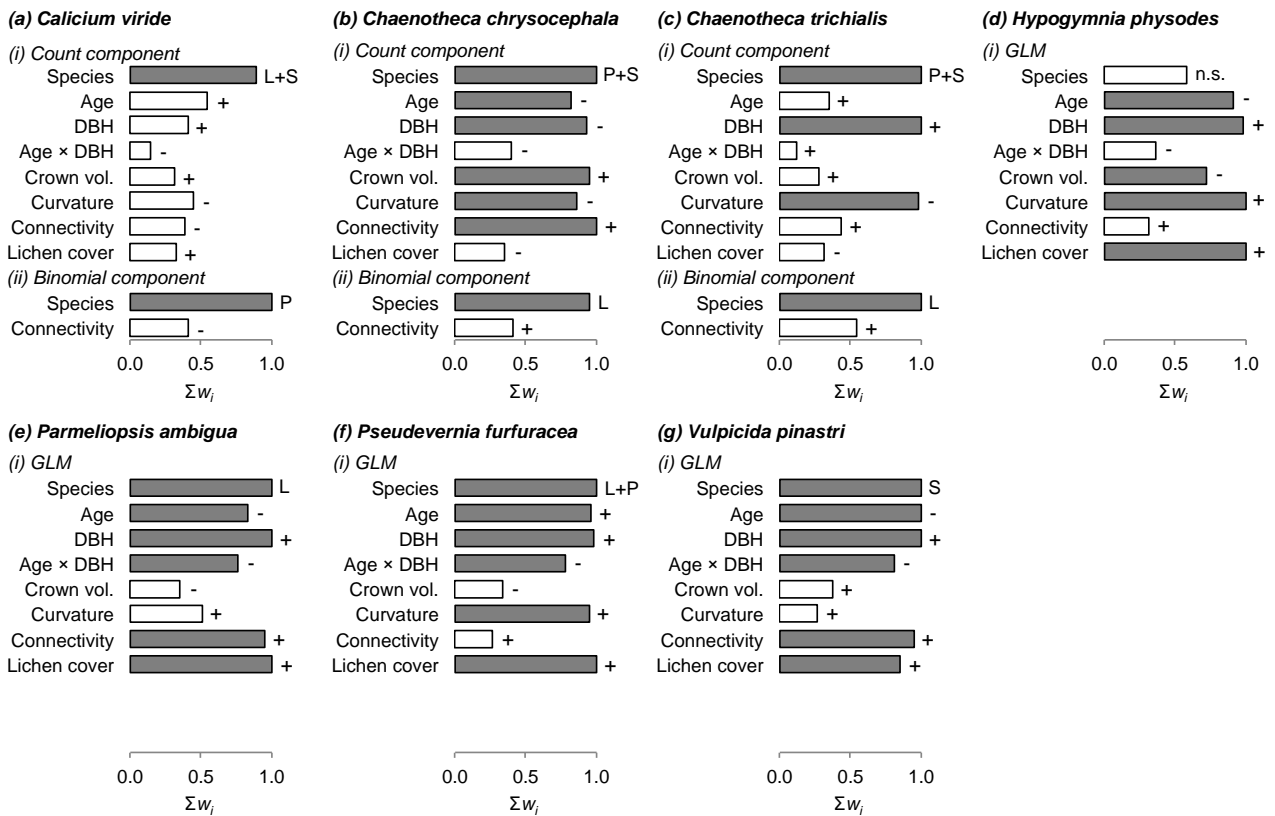 (a) Calicium viride
(i) Count component
Species L+S
Age +
DBH +
Age × DBH -
Crown vol. +
Curvature -
Connectivity -
Lichen cover +
(ii) Binomial component
Species P
Connectivity -
0.0 0.5 1.0
Σwi
(b) Chaenotheca chrysocephala
(i) Count component
Species P+S
Age -
DBH -
Age × DBH -
Crown vol. +
Curvature -
Connectivity +
Lichen cover -
(ii) Binomial component
Species L
Connectivity +
0.0 0.5 1.0
Σwi
(c) Chaenotheca trichialis
(i) Count component
Species P+S
Age +
DBH +
Age × DBH +
Crown vol. +
Curvature -
Connectivity +
Lichen cover -
(ii) Binomial component
Species L
Connectivity +
0.0 0.5 1.0
Σwi
(d) Hypogymnia physodes
(i) GLM
Species n.s.
Age -
DBH +
Age × DBH -
Crown vol. -
Curvature +
Connectivity +
Lichen cover +
0.0 0.5 1.0
Σwi
(e) Parmeliopsis ambigua
(i) GLM
Species L
Age -
DBH +
Age × DBH -
Crown vol. -
Curvature +
Connectivity +
Lichen cover +
0.0 0.5 1.0
Σwi
(f) Pseudevernia furfuracea
(i) GLM
Species L+P
Age +
DBH +
Age × DBH -
Crown vol. -
Curvature +
Connectivity +
Lichen cover +
0.0 0.5 1.0
Σwi
(g) Vulpicida pinastri
(i) GLM
Species S
Age -
DBH +
Age × DBH -
Crown vol. +
Curvature +
Connectivity +
Lichen cover +
0.0 0.5 1.0
Σwi